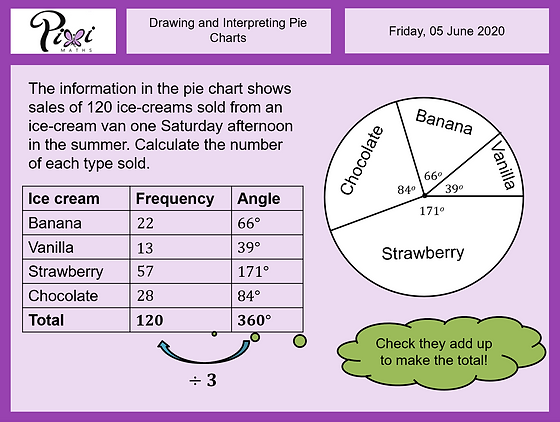 Pixi
MATHS
Drawing and Interpreting Pie
Charts
Friday, 05 June 2020
The information in the pie chart shows
sales of 120 ice-creams sold from an
ice-cream van one Saturday afternoon
in the summer. Calculate the number
of each type sold.
Ice cream Frequency Angle
Banana 22 66°
Vanilla 13 39°
Strawberry 57 171°
Chocolate 28 84°
Total 120 360°
÷ 3
Chocolate
Banana
Vanilla
66°
84° 39°
171°
Strawberry
Check they add up
to make the total!